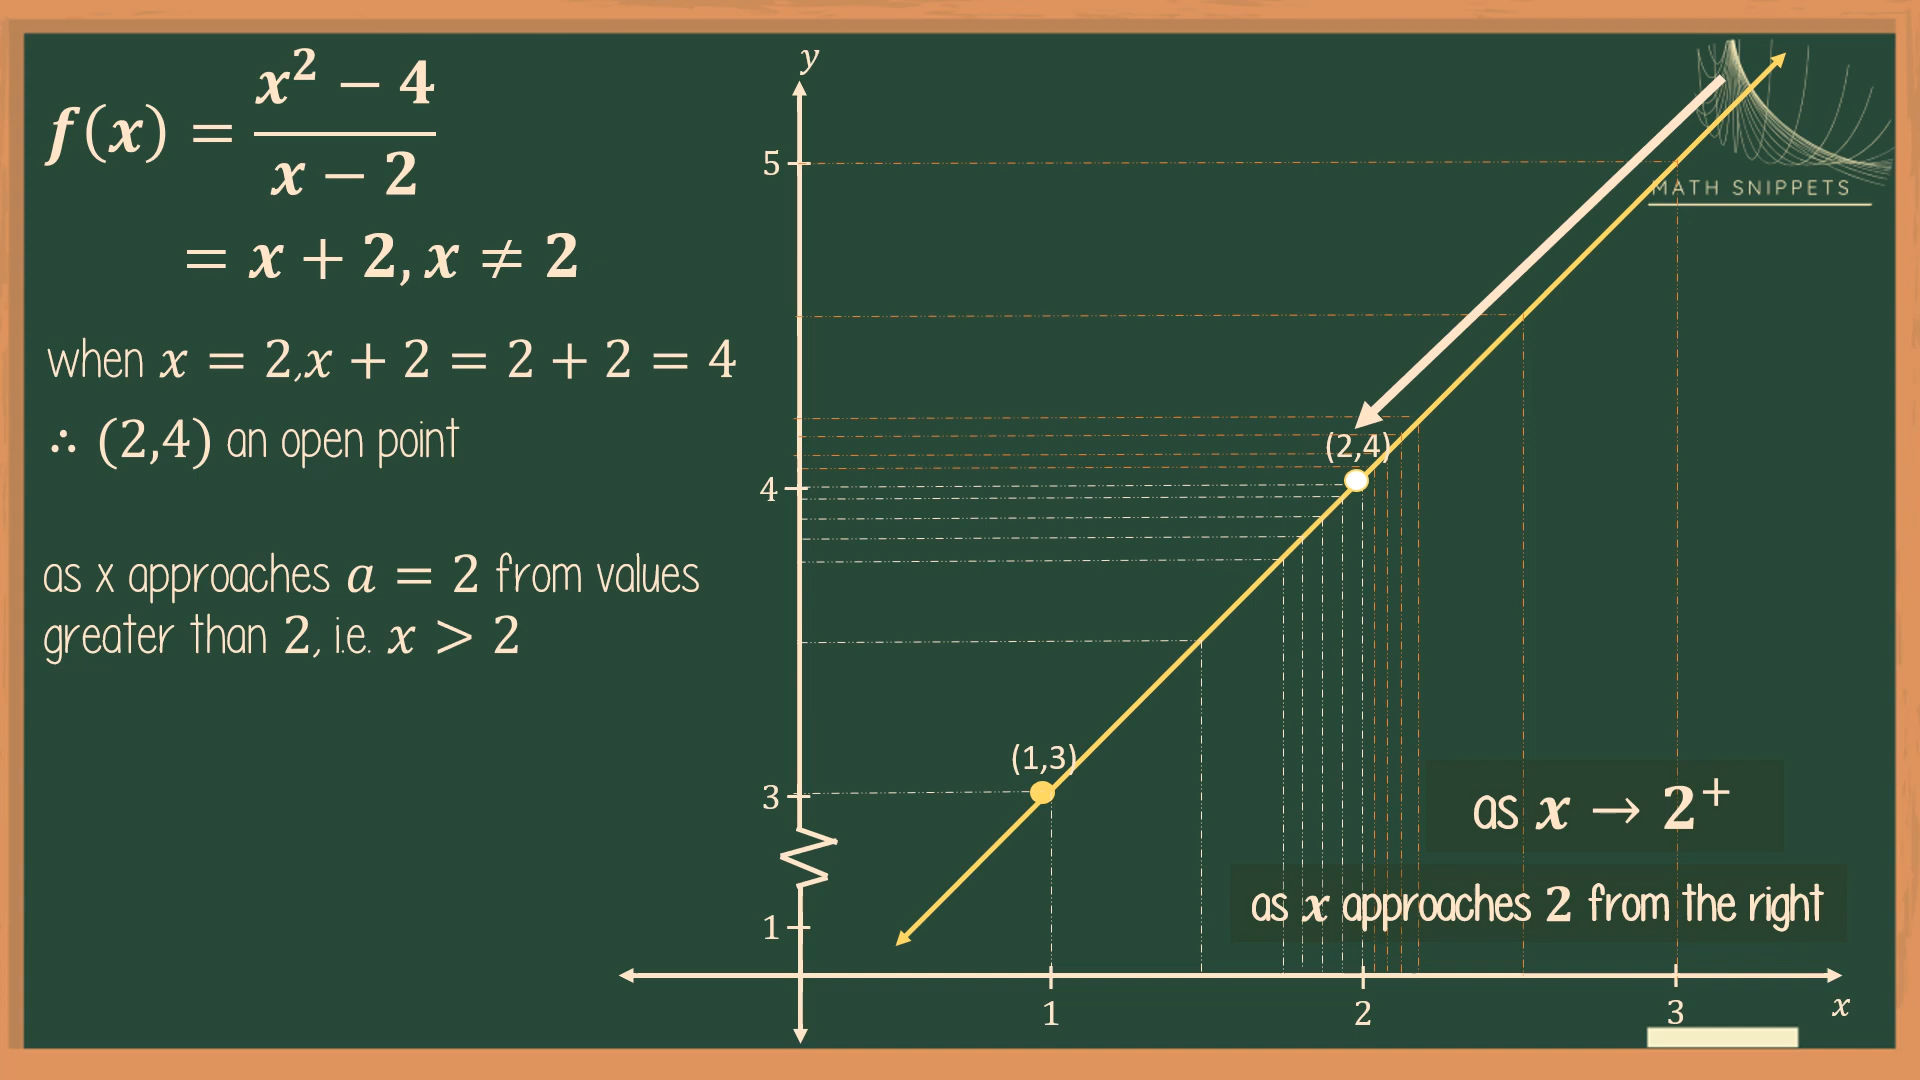 f(x) = x² − 4
x − 2
= x + 2, x ≠ 2
when x = 2,x + 2 = 2 + 2 = 4
∴ (2,4) an open point
as x approaches a = 2 from values
greater than 2, i.e. x > 2
y
5
4
3
1
(2,4)
(1,3)
MATH SNIPPETS
as x → 2⁺
as x approaches 2 from the right
1 2 3 x